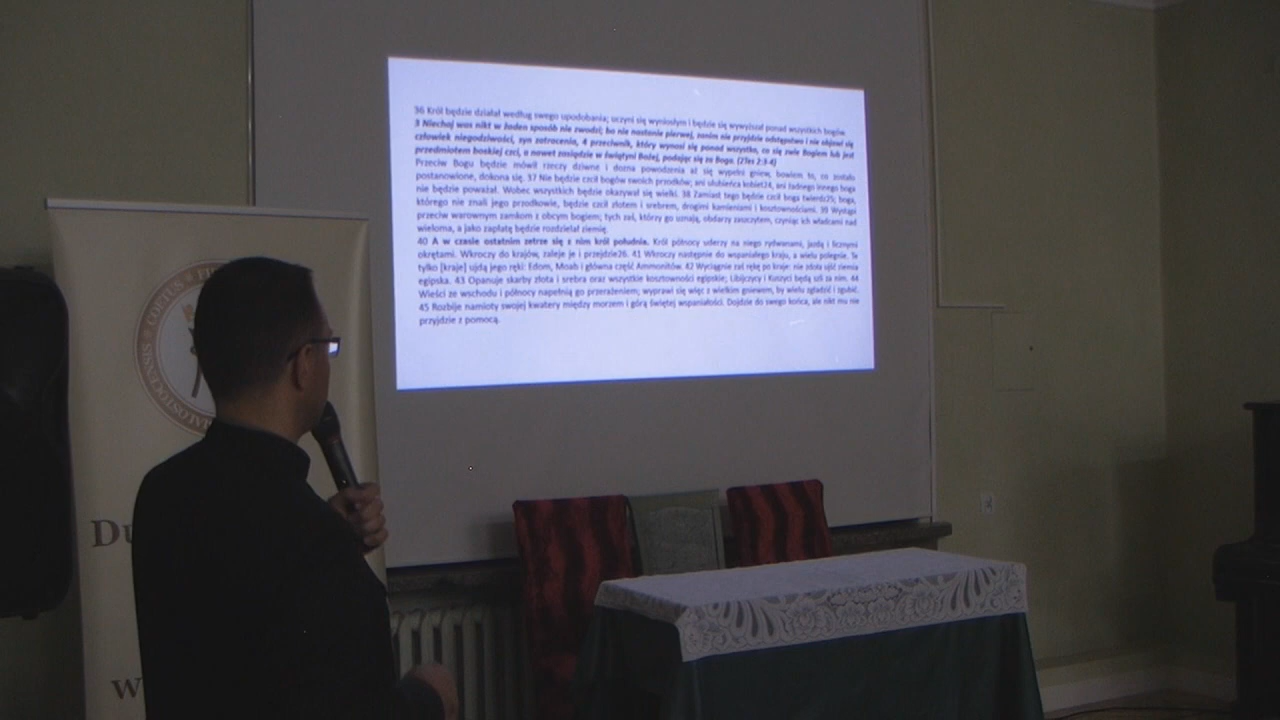 36 Król będzie działał według swego upodobania; uczyni się wyniosłym i będzie się wywyższał ponad wszystkich bogów.
3 Niechaj was nikt w żaden sposób nie zwodzi; bo nie nastanie pierwej, zanim nie przyjdzie odstępstwo i nie objawi się
człowiek niegodziwości, syn zatracenia, 4 przeciwnik, który wynosi się ponad wszystko, co się zwie Bogiem lub jest
przedmiotem boskiej czci, a nawet zasiądzie w świątyni Bożej, podając się za Boga. (2Tes 2:3-4)
Przeciw Bogu będzie mówił rzeczy dziwne i dozna powodzenia aż się wypełni gniew, bowiem to, co zostało
postanowione, dokona się. 37 Nie będzie czcił bogów swoich przodków; ani ulubieńca kobiet24, ani żadnego innego boga
nie będzie poważał. Wobec wszystkich będzie okazywał się wielki. 38 Zamiast tego będzie czcił boga twierdz25; boga,
którego nie znali jego przodkowie, będzie czcił złotem i srebrem, drogimi kamieniami i kosztownościami. 39 Wystąpi
przeciw warownym zamkom z obcym bogiem; tych zaś, którzy go uznają, obdarzy zaszczytem, czyniąc ich władcami nad
wieloma, a jako zapłatę będzie rozdzielał ziemię.
40 A w czasie ostatnim zetrze się z nim król południa. Król północy uderzy na niego rydwanami, jazdą i licznymi
okrętami. Wkroczy do krajów, zaleje je i przejdzie26. 41 Wkroczy następnie do wspaniałego kraju, a wielu polegnie. Te
tylko [kraje] ujdą jego ręki: Edom, Moab i główna część Ammonitów. 42 Wyciągnie zaś rękę po kraje: nie zdoła ujść ziemia
egipska. 43 Opanuje skarby złota i srebra oraz wszystkie kosztowności egipskie; Libijczycy i Kuszyci będą szli za nim. 44
Wieści ze wschodu i północy napełnią go przerażeniem; wyprawi się więc z wielkim gniewem, by wielu zgładzić i zgubić.
45 Rozbije namioty swojej kwatery między morzem i górą świętej wspaniałości. Dojdzie do swego końca, ale nikt mu nie
przyjdzie z pomocą.